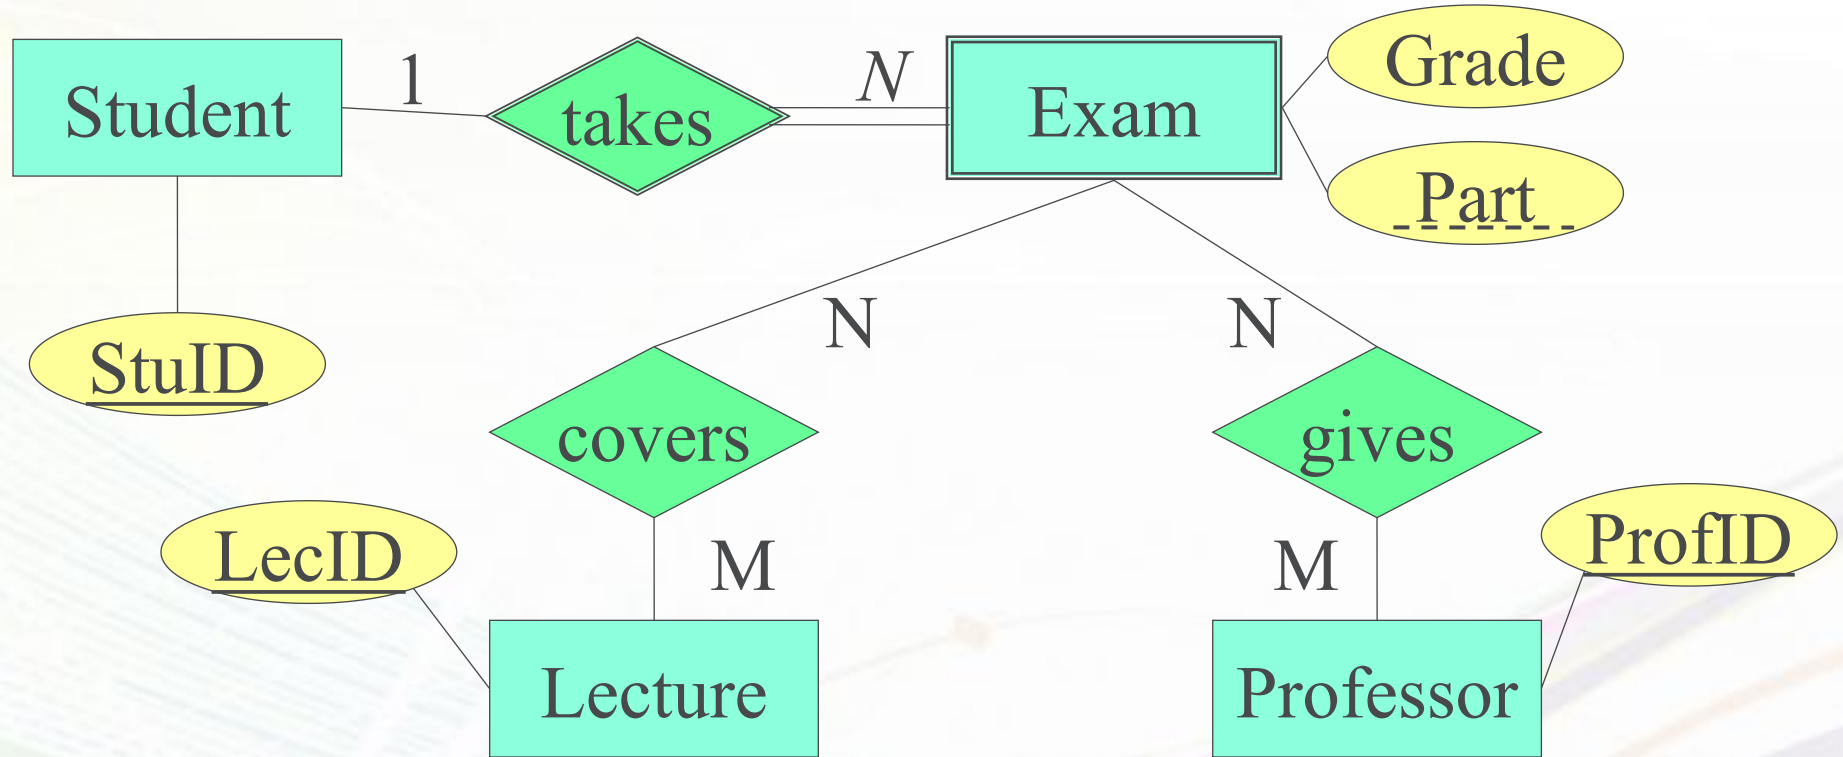 Student
1
takes
N
Exam
Grade
Part
StuID
N
N
covers
gives
LecID
M
M
ProfID
Lecture
Professor